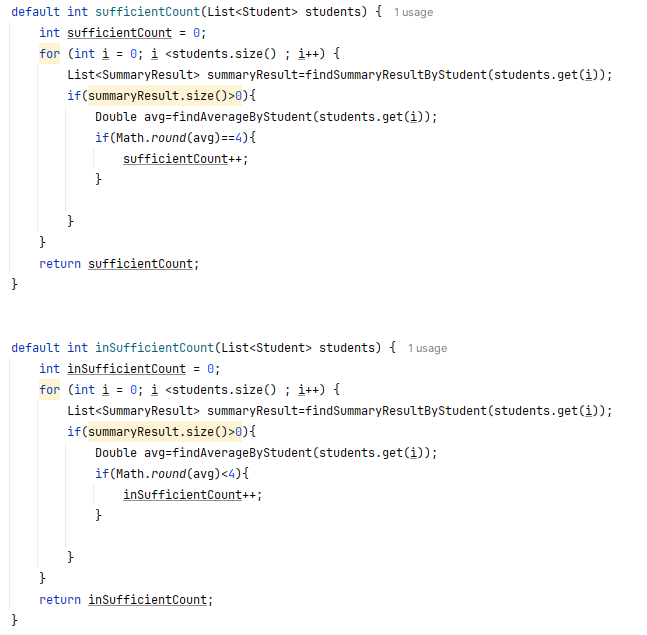 default int sufficientCount(List<Student> students) { 1 usage
int sufficientCount = 0;
for (int i = 0; i <students.size() ; i++) {
List<SummaryResult> summaryResult=findSummaryResultByStudent(students.get(i));
if(summaryResult.size()>0){
Double avg=findAverageByStudent(students.get(i));
if(Math.round(avg)==4){
sufficientCount++;
}
}
}
return sufficientCount;
}
default int inSufficientCount(List<Student> students) { 1 usage
int inSufficientCount = 0;
for (int i = 0; i <students.size() ; i++) {
List<SummaryResult> summaryResult=findSummaryResultByStudent(students.get(i));
if(summaryResult.size()>0){
Double avg=findAverageByStudent(students.get(i));
if(Math.round(avg)<4){
inSufficientCount++;
}
}
}
return inSufficientCount;
}